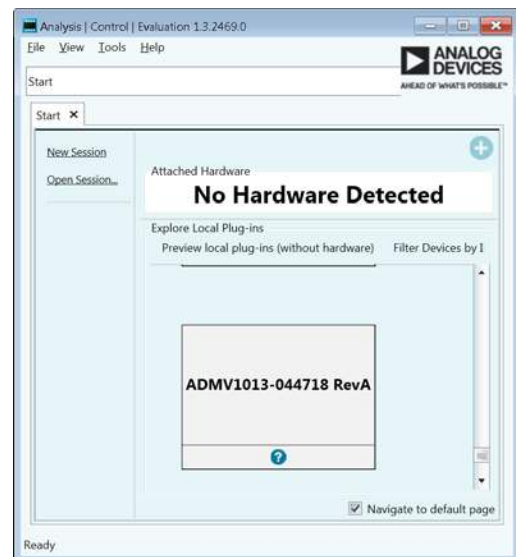 Analysis | Control | Evaluation 1.3.2469.0
File View Tools Help
ANALOG
DEVICES
AHEAD OF WHAT'S POSSIBLE™
Start
Start ×
New Session
Open Session...
Attached Hardware
No Hardware Detected
Explore Local Plug-ins
Preview local plug-ins (without hardware) Filter Devices by I
ADMV1013-044718 RevA
?
Navigate to default page
Ready